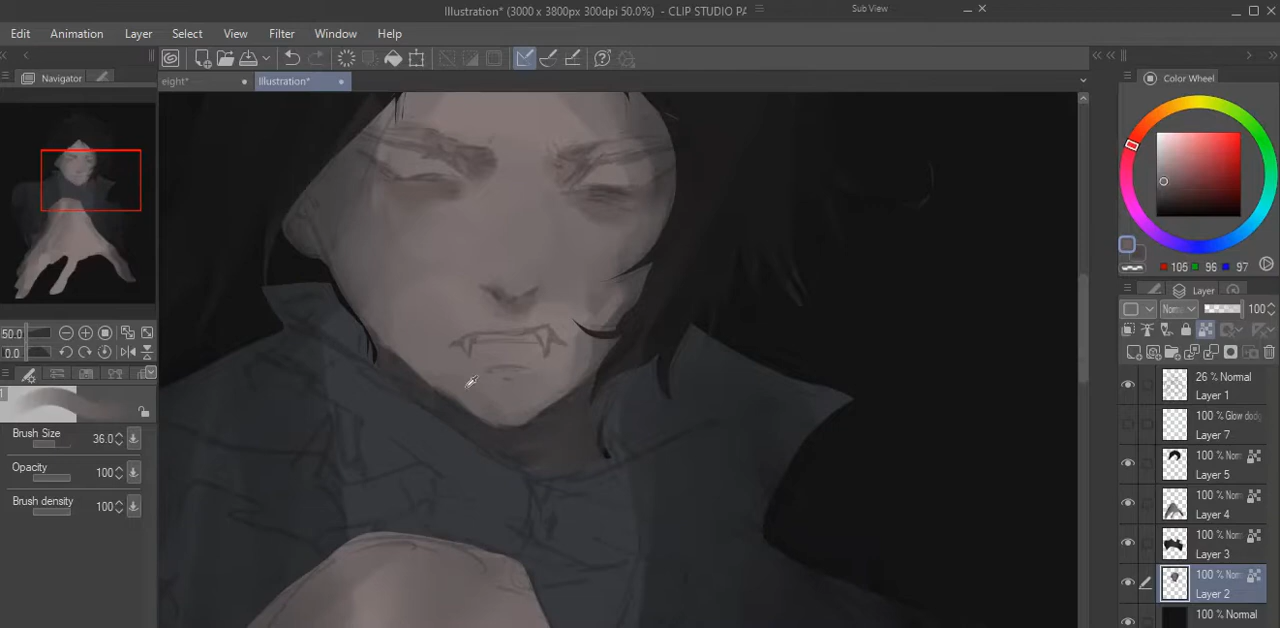 Illustration* (3000 x 3800px 300dpi 50.0%) - CLIP STUDIO PA
Sub View
Edit Animation Layer Select View Filter Window Help
Navigator
eight* Illustration*
Color Wheel
50.0
0.0
105 96 97
Layer
Norm 100
Brush Size 36.0
Opacity 100
Brush density 100
26 % Normal
Layer 1
100 % Glow dodg
Layer 7
100 % Norm
Layer 5
100 % Norm
Layer 4
100 % Norm
Layer 3
100 % Norm
Layer 2
100 % Normal